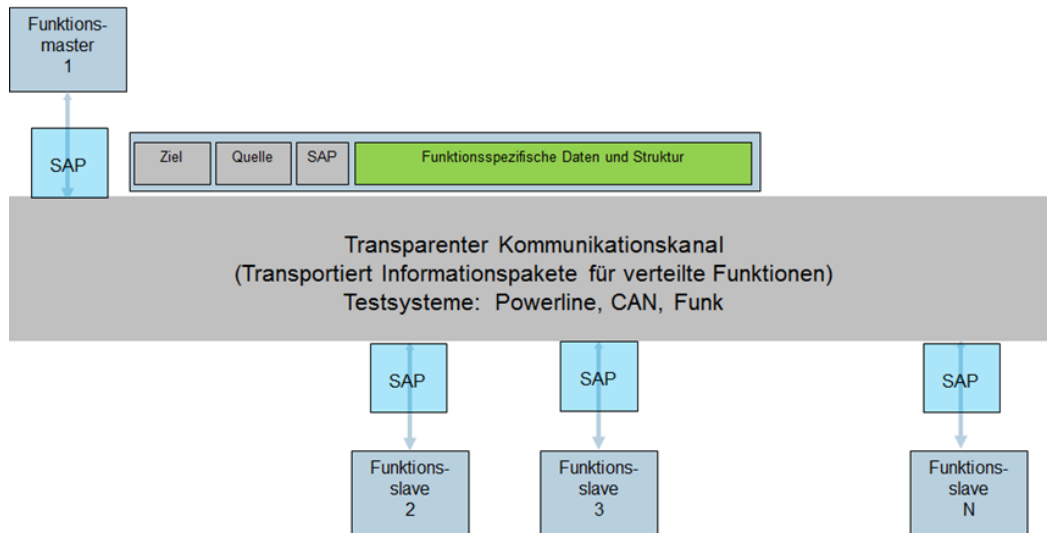 Funktions-
master
1
SAP
Ziel
Quelle
SAP
Funktionsspezifische Daten und Struktur
Transparenter Kommunikationskanal
(Transportiert Informationspakete für verteilte Funktionen)
Testsysteme: Powerline, CAN, Funk
SAP
SAP
SAP
Funktions-
slave
2
Funktions-
slave
3
Funktions-
slave
N